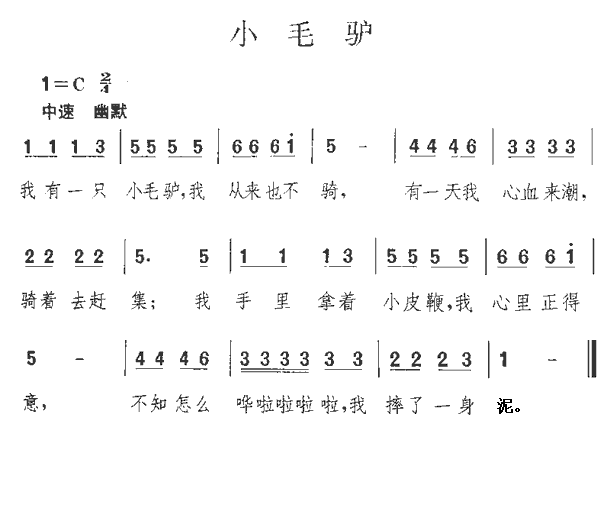 小毛驴
1=C 2/4
中速 幽默
1 1 1 3 | 5 5 5 5 | 6 6 6 i | 5 - | 4 4 4 6 | 3 3 3 3 |
我有一只 小毛驴,我 从来也不 骑, 有一天我 心血来潮,
2 2 2 2 | 5. 5 | 1 1 1 3 | 5 5 5 5 | 6 6 6 i |
骑着去赶 集; 我 手里 拿着 小皮鞭,我 心里正得
5 - | 4 4 4 6 | 3 3 3 3 3 3 | 2 2 2 3 | 1 - ‖
意, 不知怎么 哗啦啦啦啦,我 摔了一身 泥。